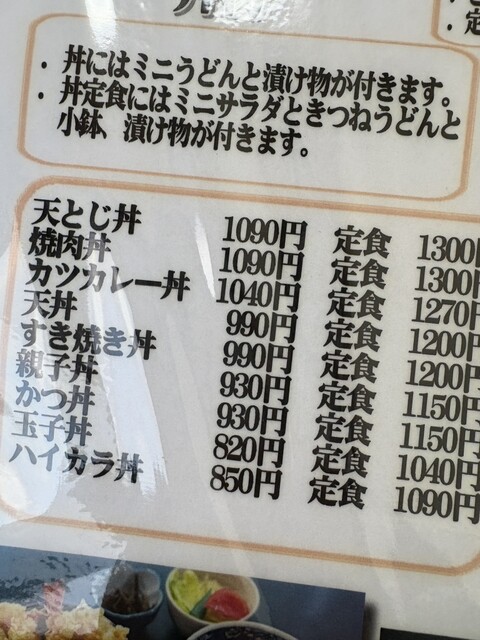 ・丼にはミニうどんと漬け物が付きます。
・丼定食にはミニサラダときつねうどんと
小鉢、漬け物が付きます。
・定
天とじ丼 1090円 定食 1300円
焼肉丼 1090円 定食 1300円
カツカレー丼 1040円 定食 1270円
天丼 990円 定食 1200円
すき焼き丼 990円 定食 1200円
親子丼 930円 定食 1150円
かつ丼 930円 定食 1150円
玉子丼 820円 定食 1040円
ハイカラ丼 850円 定食 1090円